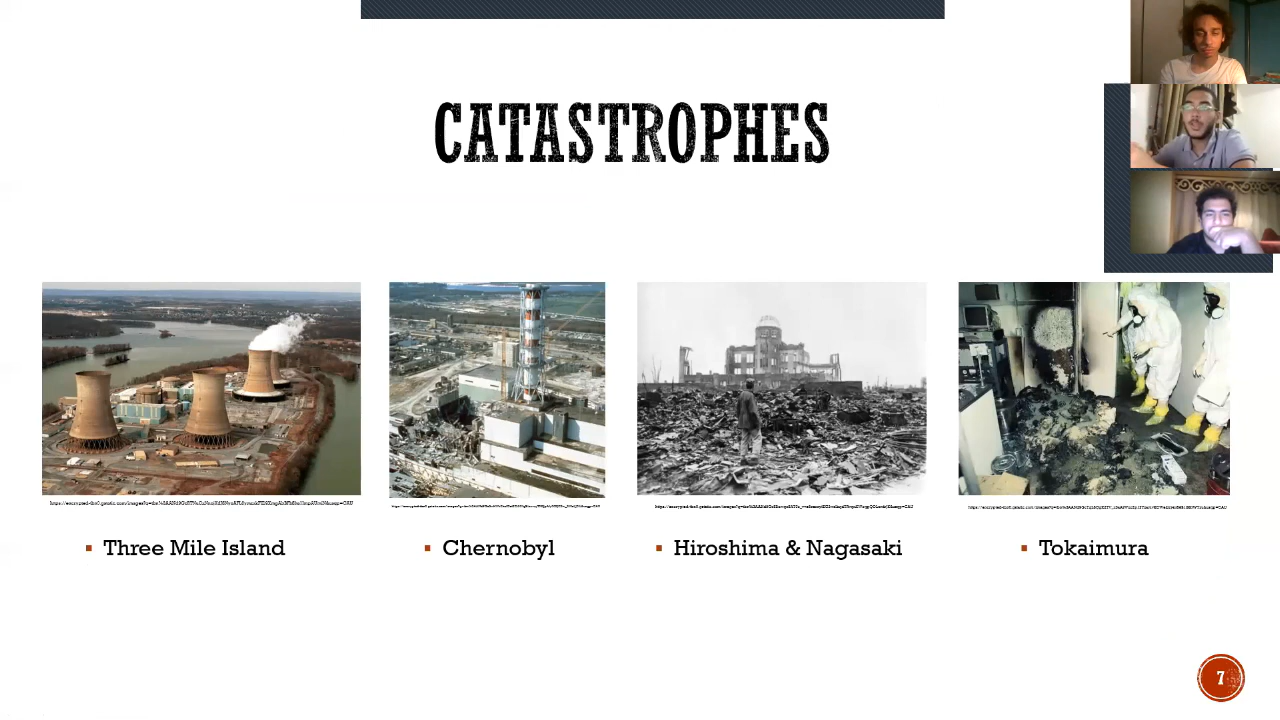 CATASTROPHES
Three Mile Island
Chernobyl
Hiroshima & Nagasaki
Tokaimura
7